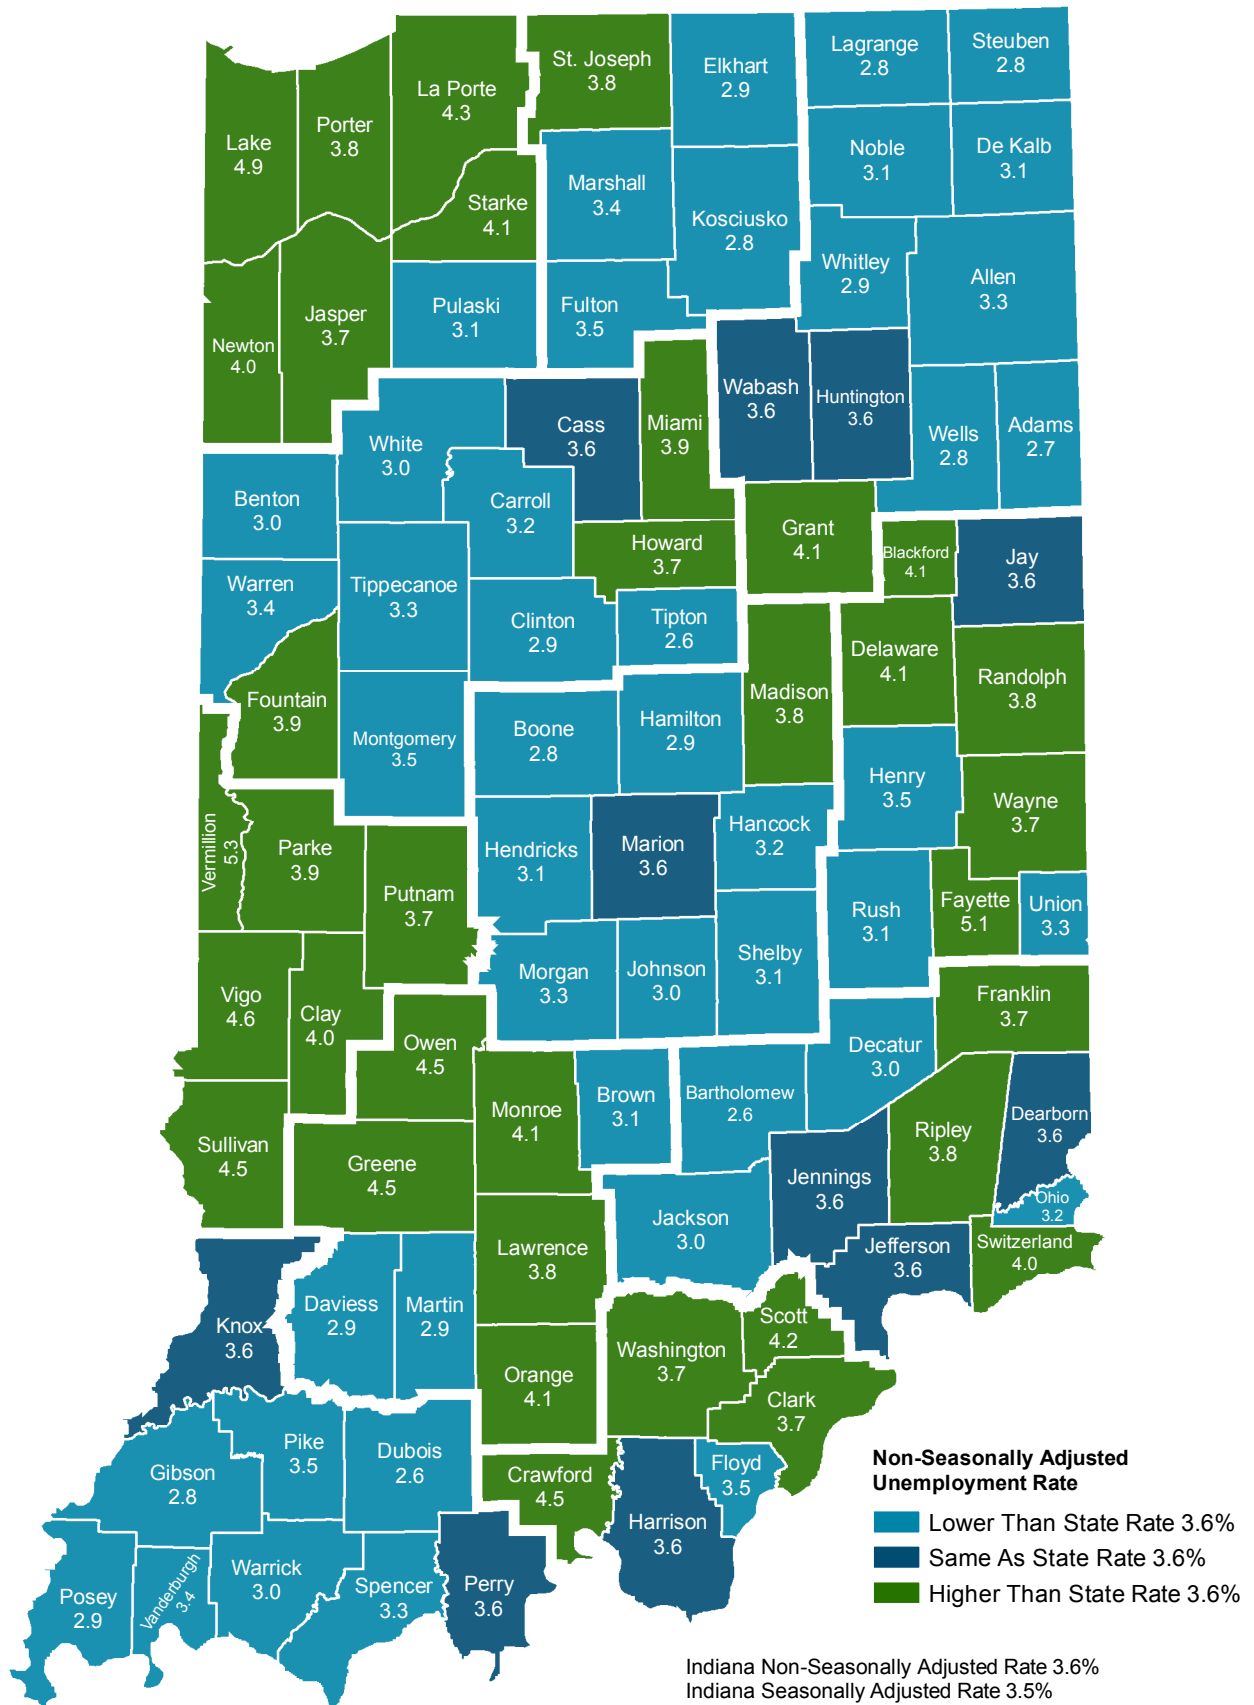 Lagrange
2.8
Steuben
2.8
St. Joseph
3.8
Elkhart
2.9
La Porte
4.3
Porter
3.8
Lake
4.9
Noble
3.1
De Kalb
3.1
Marshall
3.4
Starke
4.1
Kosciusko
2.8
Whitley
2.9
Allen
3.3
Pulaski
3.1
Fulton
3.5
Jasper
3.7
Newton
4.0
Wabash
3.6
Huntington
3.6
Cass
3.6
Miami
3.9
White
3.0
Wells
2.8
Adams
2.7
Benton
3.0
Carroll
3.2
Grant
4.1
Howard
3.7
Blackford
4.1
Jay
3.6
Warren
3.4
Tippecanoe
3.3
Clinton
2.9
Tipton
2.6
Delaware
4.1
Randolph
3.8
Fountain
3.9
Madison
3.8
Montgomery
3.5
Boone
2.8
Hamilton
2.9
Henry
3.5
Wayne
3.7
Vermillion
5.3
Parke
3.9
Hendricks
3.1
Marion
3.6
Hancock
3.2
Putnam
3.7
Rush
3.1
Fayette
5.1
Union
3.3
Morgan
3.3
Johnson
3.0
Shelby
3.1
Vigo
4.6
Clay
4.0
Franklin
3.7
Owen
4.5
Decatur
3.0
Monroe
4.1
Brown
3.1
Bartholomew
2.6
Dearborn
3.6
Sullivan
4.5
Greene
4.5
Ripley
3.8
Jennings
3.6
Ohio
3.2
Jackson
3.0
Lawrence
3.8
Jefferson
3.6
Switzerland
4.0
Knox
3.6
Daviess
2.9
Martin
2.9
Scott
4.2
Washington
3.7
Orange
4.1
Clark
3.7
Pike
3.5
Dubois
2.6
Gibson
2.8
Crawford
4.5
Floyd
3.5
Harrison
3.6
Posey
2.9
Vanderburgh
3.4
Warrick
3.0
Spencer
3.3
Perry
3.6
Non-Seasonally Adjusted
Unemployment Rate
Lower Than State Rate 3.6%
Same As State Rate 3.6%
Higher Than State Rate 3.6%
Indiana Non-Seasonally Adjusted Rate 3.6%
Indiana Seasonally Adjusted Rate 3.5%